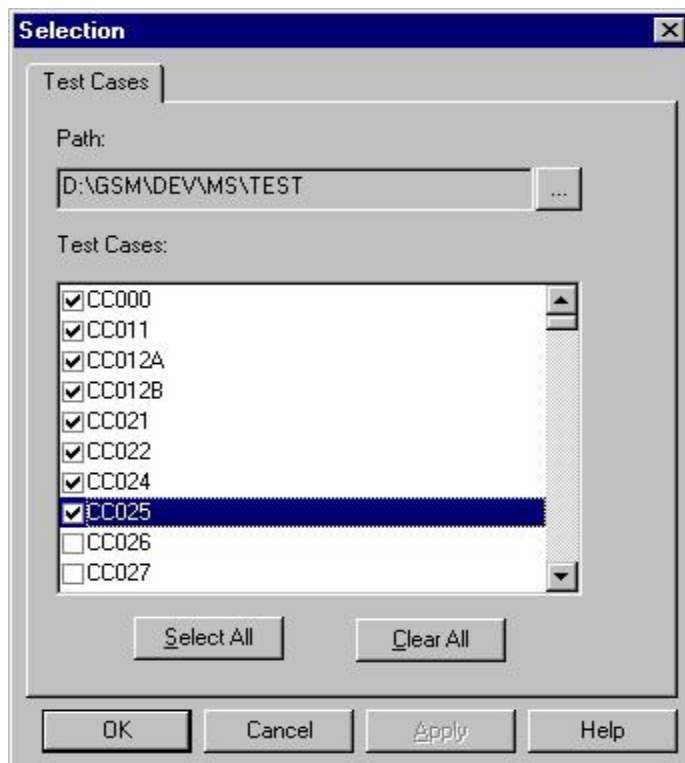 Selection
Test Cases
Path:
D:\GSM\DEV\MS\TEST
...
Test Cases:
CC000
CC011
CC012A
CC012B
CC021
CC022
CC024
CC025
CC026
CC027
Select All Clear All
OK Cancel Apply Help